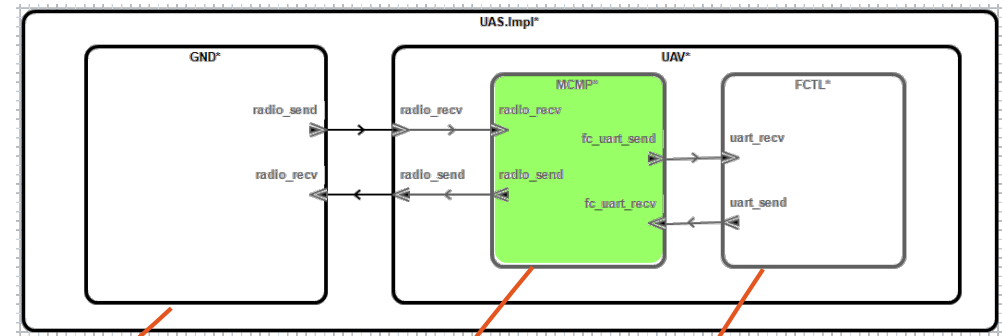 UAS.Impl*
GND*
UAV*
MCMP*
FCTL*
radio_send
radio_recv
radio_recv
fc_uart_send
uart_recv
radio_recv
radio_send
radio_send
fc_uart_recv
uart_send